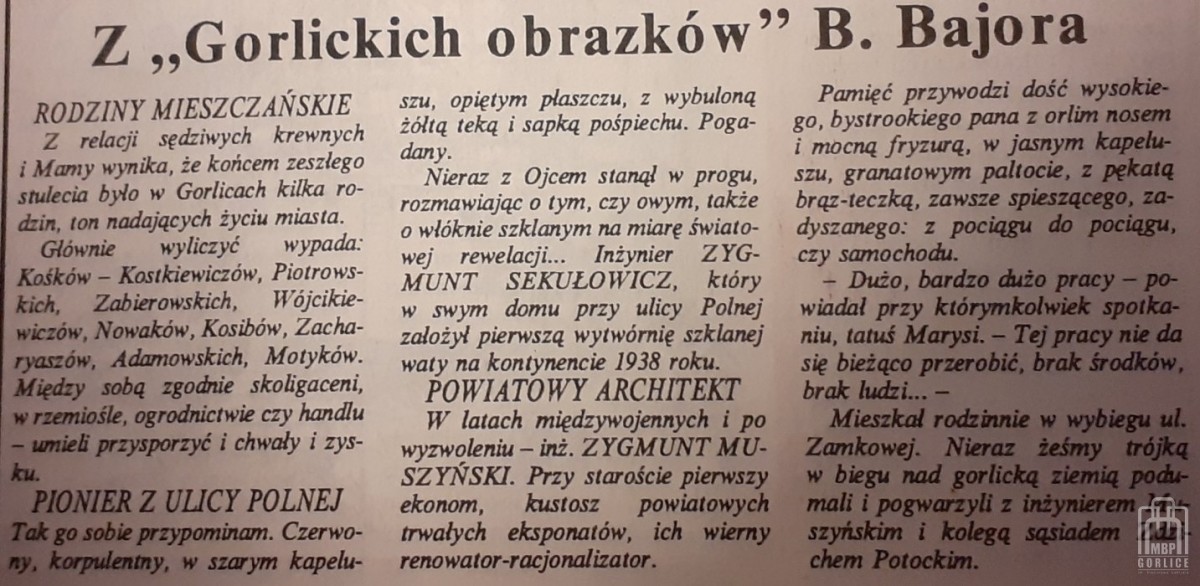 Z „Gorlickich obrazków” B. Bajora
RODZINY MIESZCZAŃSKIE
Z relacji sędziwych krewnych
i Mamy wynika, że końcem zeszłego
stulecia było w Gorlicach kilka ro-
dzin, ton nadających życiu miasta.
Głównie wyliczyć wypada:
Kośków – Kostkiewiczów, Piotrows-
kich, Zabierowskich, Wójcikie-
wiczów, Nowaków, Kosibów, Zacha-
ryaszów, Adamowskich, Motyków.
Między sobą zgodnie skoligaceni,
w rzemiośle, ogrodnictwie czy handlu
– umieli przysporzyć i chwały i zys-
ku.
PIONIER Z ULICY POLNEJ
Tak go sobie przypominam. Czerwo-
ny, korpulentny, w szarym kapelu-
szu, opiętym płaszczu, z wybuloną
żółtą teką i sapką pośpiechu. Poga-
dany.
Nieraz z Ojcem stanął w progu,
rozmawiając o tym, czy owym, także
o włóknie szklanym na miarę świato-
wej rewelacji... Inżynier ZYG-
MUNT SEKUŁOWICZ, który
w swym domu przy ulicy Polnej
założył pierwszą wytwórnię szklanej
waty na kontynencie 1938 roku.
POWIATOWY ARCHITEKT
W latach międzywojennych i po
wyzwoleniu – inż. ZYGMUNT MU-
SZYŃSKI. Przy staroście pierwszy
ekonom, kustosz powiatowych
trwałych eksponatów, ich wierny
renowator-racjonalizator.
Pamięć przywodzi dość wysokie-
go, bystrookiego pana z orlim nosem
i mocną fryzurą, w jasnym kapelu-
szu, granatowym paltocie, z pękatą
brąz-teczką, zawsze spieszącego, za-
dyszanego: z pociągu do pociągu,
czy samochodu.
– Dużo, bardzo dużo pracy – po-
wiadał przy którymkolwiek spotka-
niu, tatuś Marysi. – Tej pracy nie da
się bieżąco przerobić, brak środków,
brak ludzi... –
Mieszkał rodzinnie w wybiegu ul.
Zamkowej. Nieraz żeśmy trójką
w biegu nad gorlicką ziemią podu-
mali i pogwarzyli z inżynierem
szyńskim i kolegą sąsiadem
chem Potockim.
MBP
GORLICE